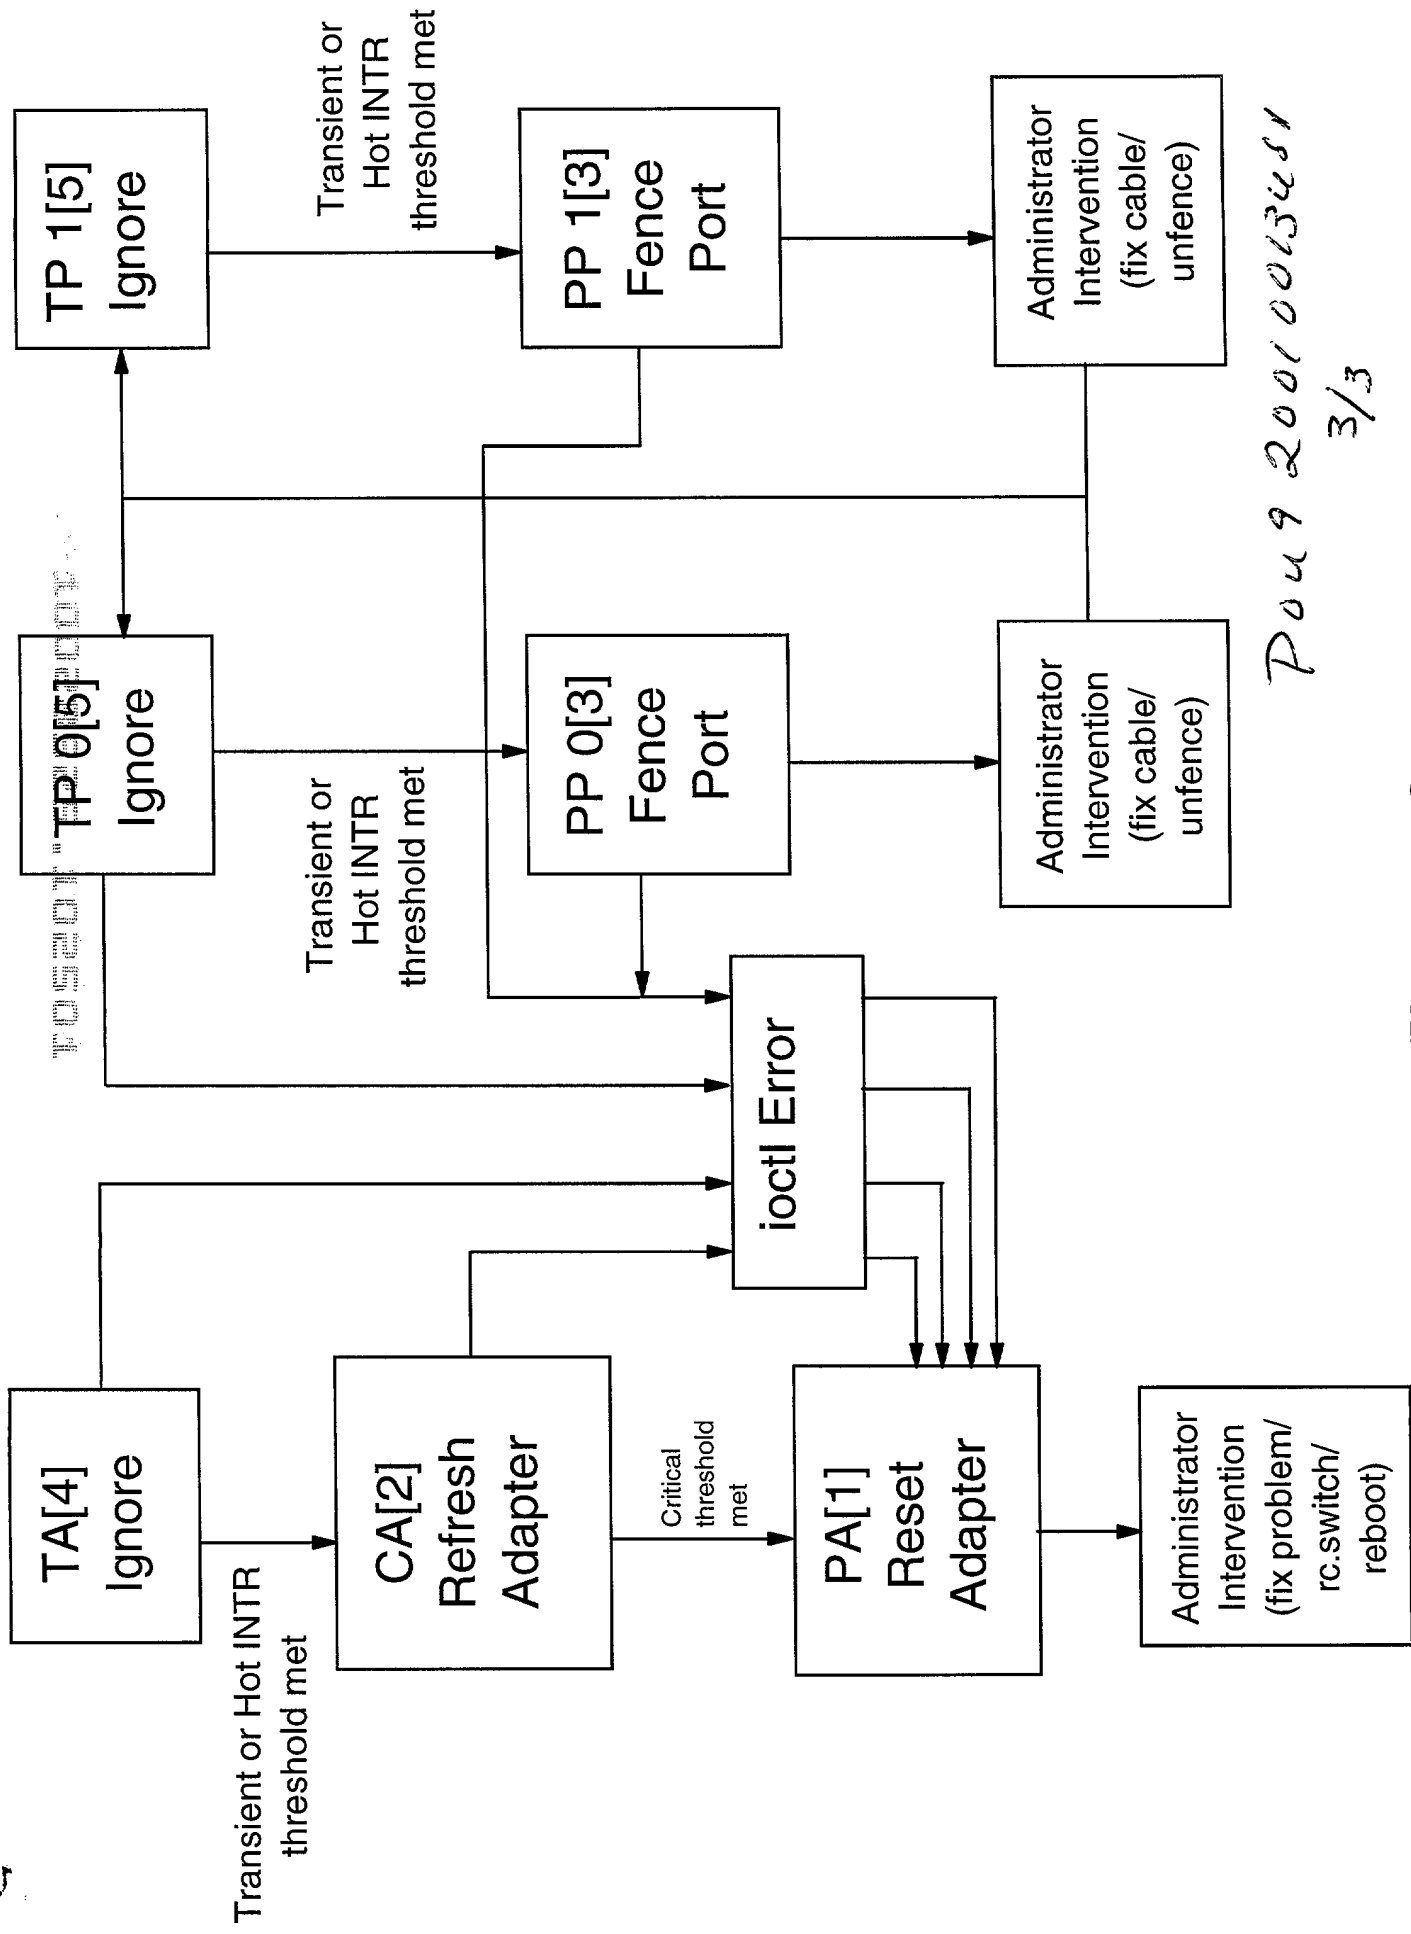 TA[4]
Ignore
TP 0[5]
Ignore
TP 1[5]
Ignore
Transient or Hot INTR
threshold met
Transient or
Hot INTR
threshold met
Transient or
Hot INTR
threshold met
CA[2]
Refresh
Adapter
PP 0[3]
Fence
Port
PP 1[3]
Fence
Port
Critical
threshold
met
ioctl Error
PA[1]
Reset
Adapter
Administrator
Intervention
(fix cable/
unfence)
Administrator
Intervention
(fix cable/
unfence)
Administrator
Intervention
(fix problem/
rc.switch/
reboot)
3/3